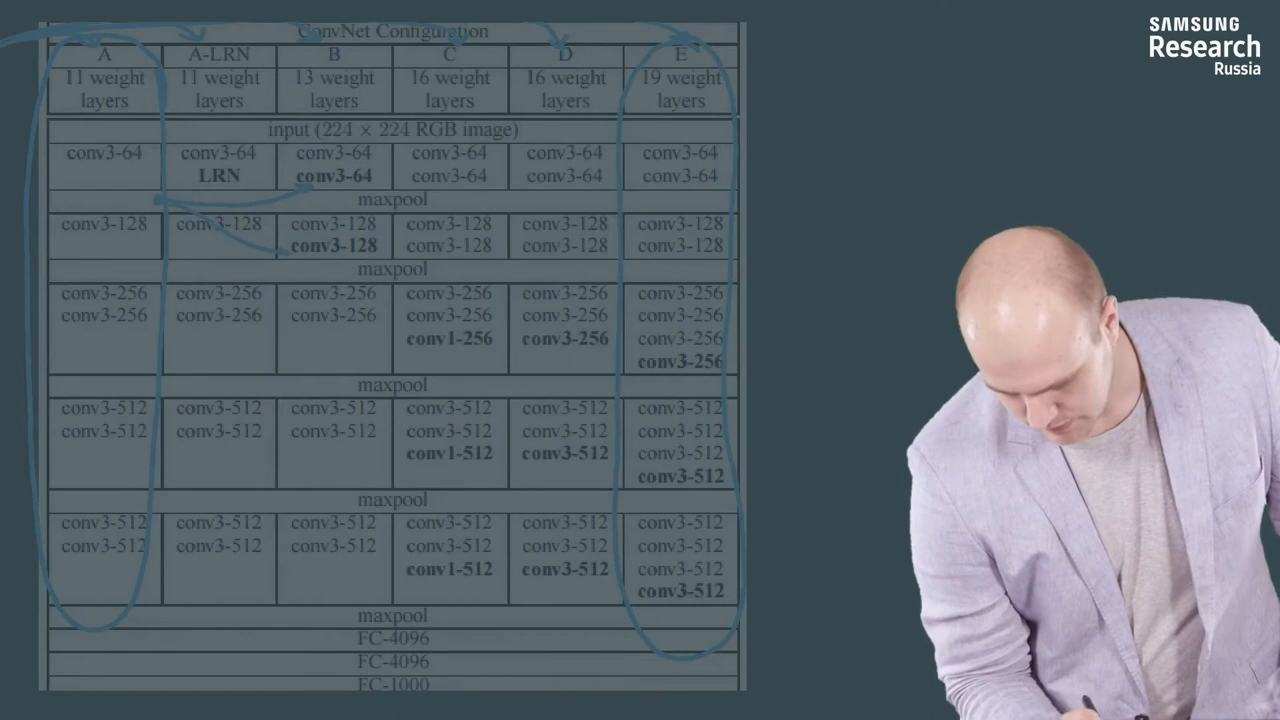 SAMSUNG
Research
Russia
ConvNet Configuration
A A-LRN B C D E
11 weight 11 weight 13 weight 16 weight 16 weight 19 weight
layers layers layers layers layers layers
input (224 × 224 RGB image)
conv3-64 conv3-64 conv3-64 conv3-64 conv3-64 conv3-64
LRN conv3-64 conv3-64 conv3-64 conv3-64
maxpool
conv3-128 conv3-128 conv3-128 conv3-128 conv3-128 conv3-128
conv3-128 conv3-128 conv3-128 conv3-128
maxpool
conv3-256 conv3-256 conv3-256 conv3-256 conv3-256 conv3-256
conv3-256 conv3-256 conv3-256 conv3-256 conv3-256 conv3-256
conv1-256 conv3-256 conv3-256
conv3-256
maxpool
conv3-512 conv3-512 conv3-512 conv3-512 conv3-512 conv3-512
conv3-512 conv3-512 conv3-512 conv3-512 conv3-512 conv3-512
conv1-512 conv3-512 conv3-512
conv3-512
maxpool
conv3-512 conv3-512 conv3-512 conv3-512 conv3-512 conv3-512
conv3-512 conv3-512 conv3-512 conv3-512 conv3-512 conv3-512
conv1-512 conv3-512 conv3-512
conv3-512
maxpool
FC-4096
FC-4096
FC-1000